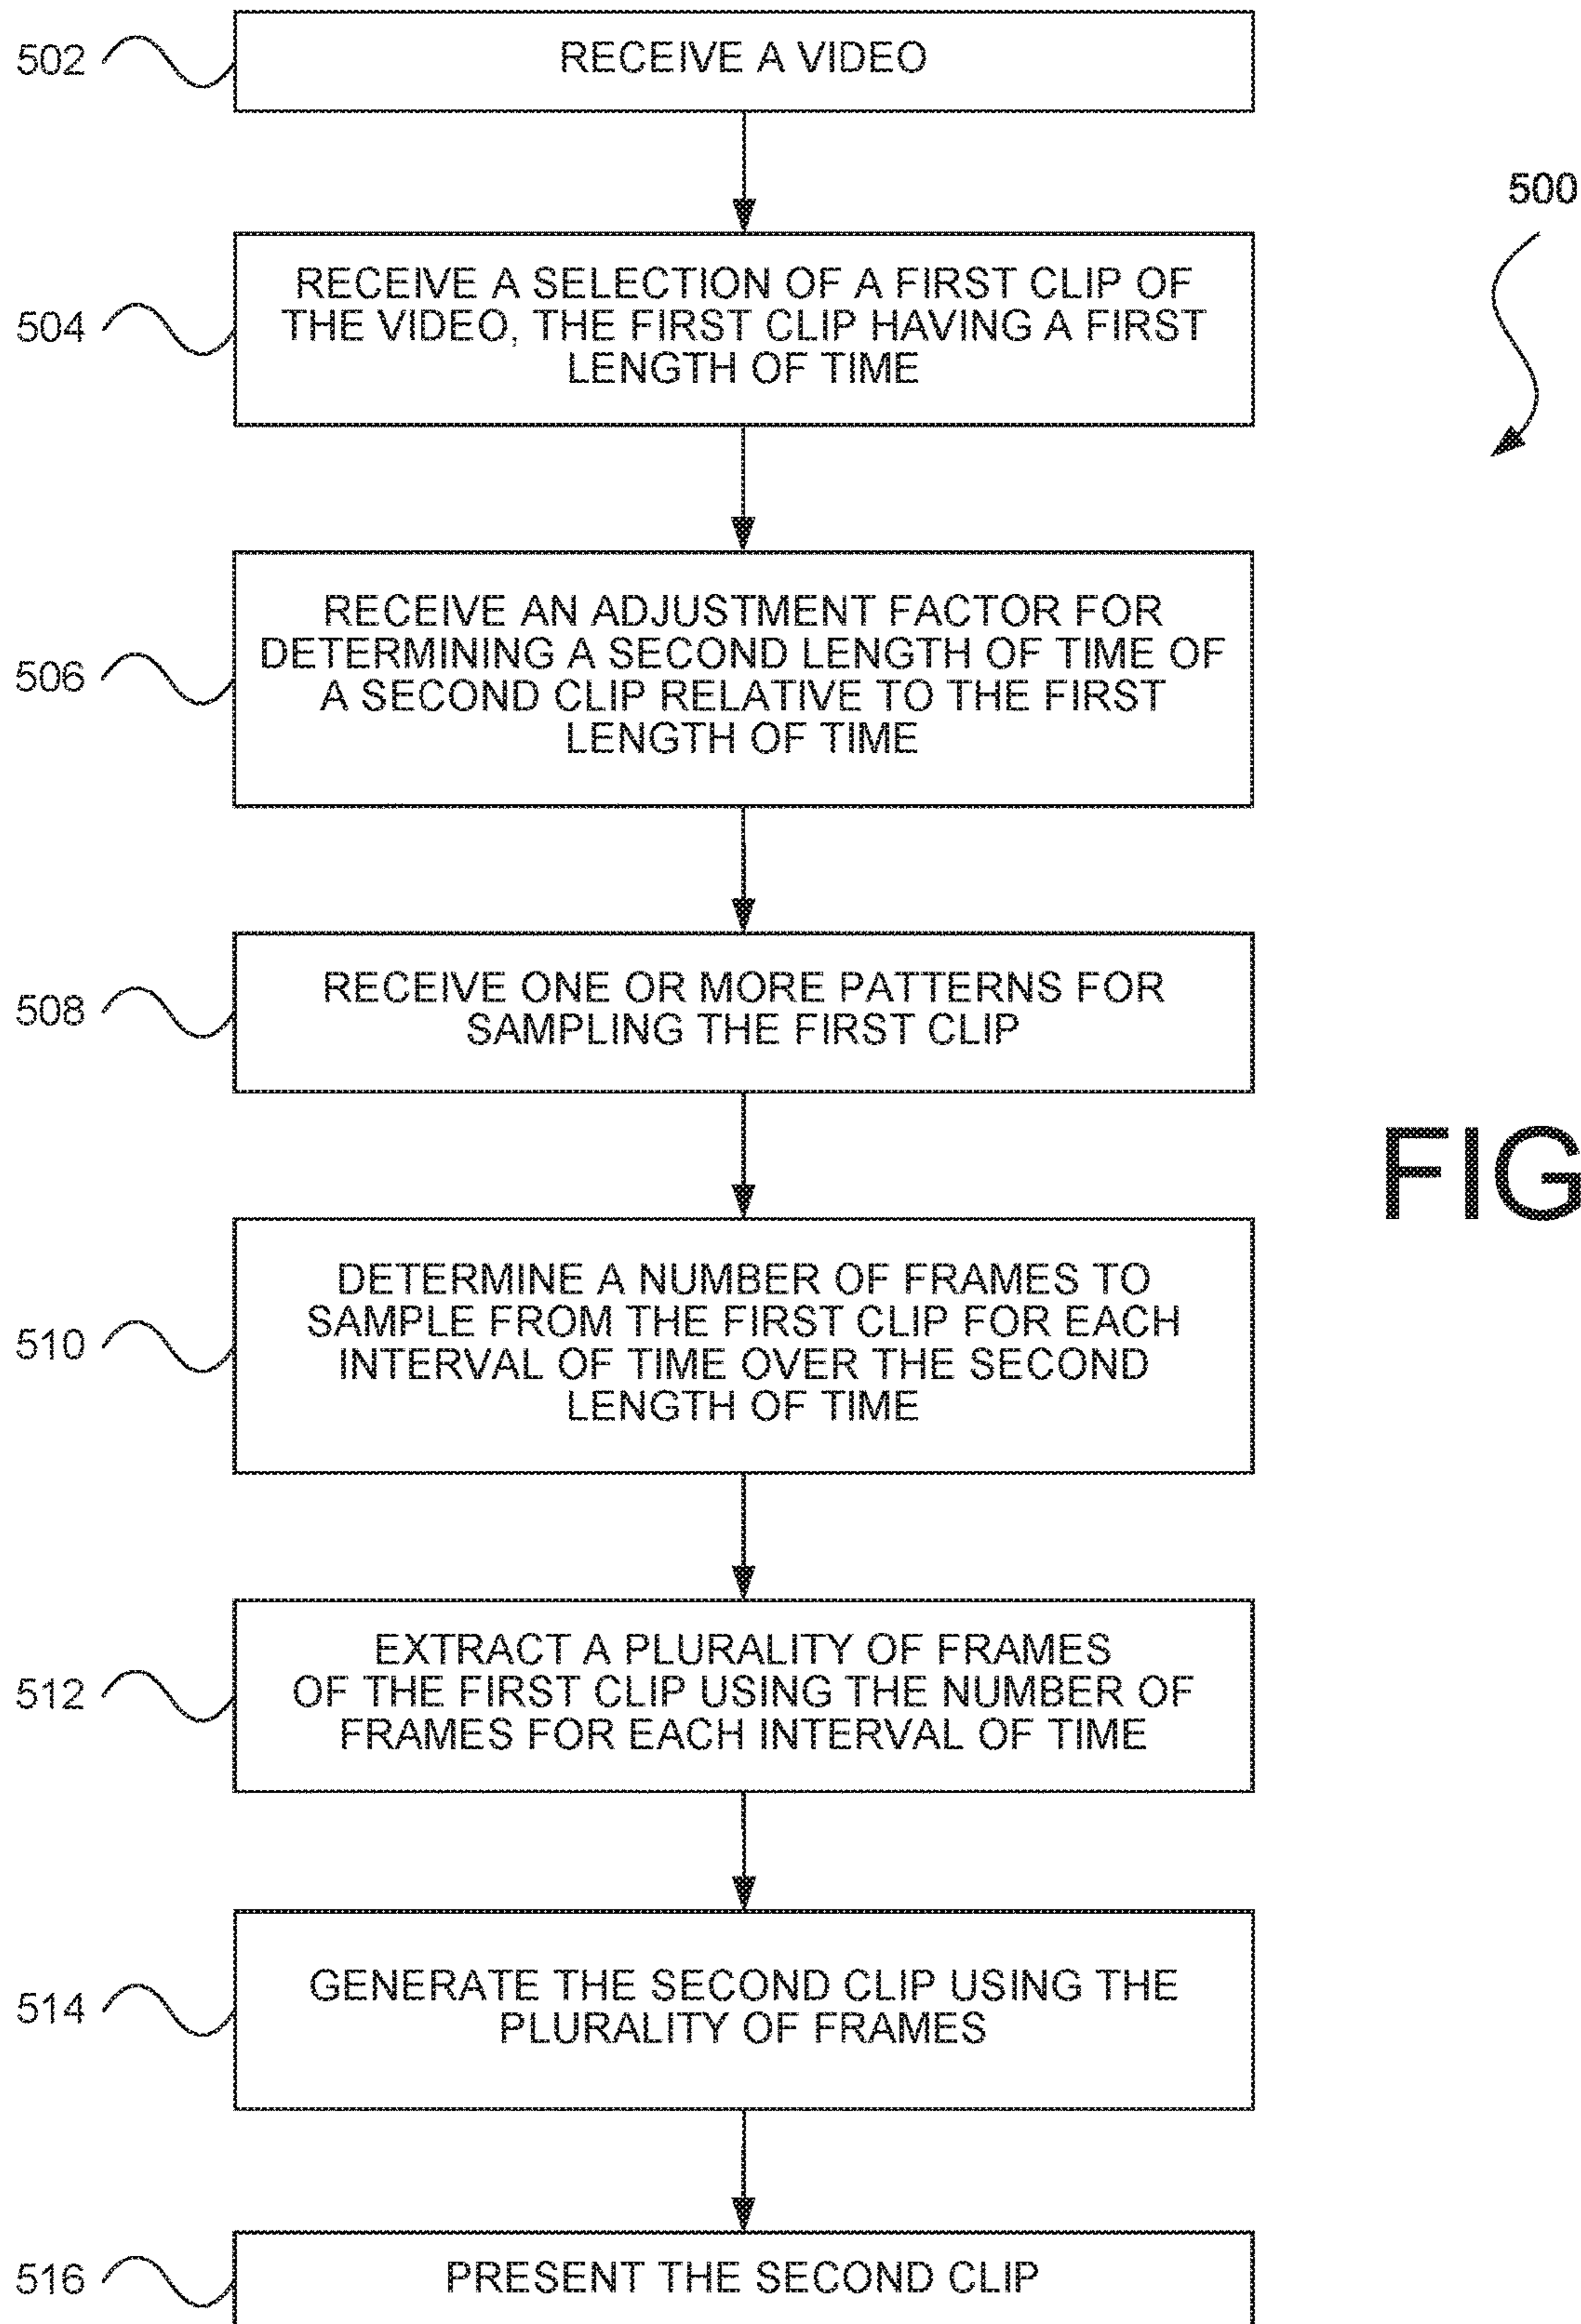 502
RECEIVE A VIDEO
500
504
RECEIVE A SELECTION OF A FIRST CLIP OF
THE VIDEO, THE FIRST CLIP HAVING A FIRST
LENGTH OF TIME
506
RECEIVE AN ADJUSTMENT FACTOR FOR
DETERMINING A SECOND LENGTH OF TIME OF
A SECOND CLIP RELATIVE TO THE FIRST
LENGTH OF TIME
508
RECEIVE ONE OR MORE PATTERNS FOR
SAMPLING THE FIRST CLIP
FIG
510
DETERMINE A NUMBER OF FRAMES TO
SAMPLE FROM THE FIRST CLIP FOR EACH
INTERVAL OF TIME OVER THE SECOND
LENGTH OF TIME
512
EXTRACT A PLURALITY OF FRAMES
OF THE FIRST CLIP USING THE NUMBER OF
FRAMES FOR EACH INTERVAL OF TIME
514
GENERATE THE SECOND CLIP USING THE
PLURALITY OF FRAMES
516
PRESENT THE SECOND CLIP